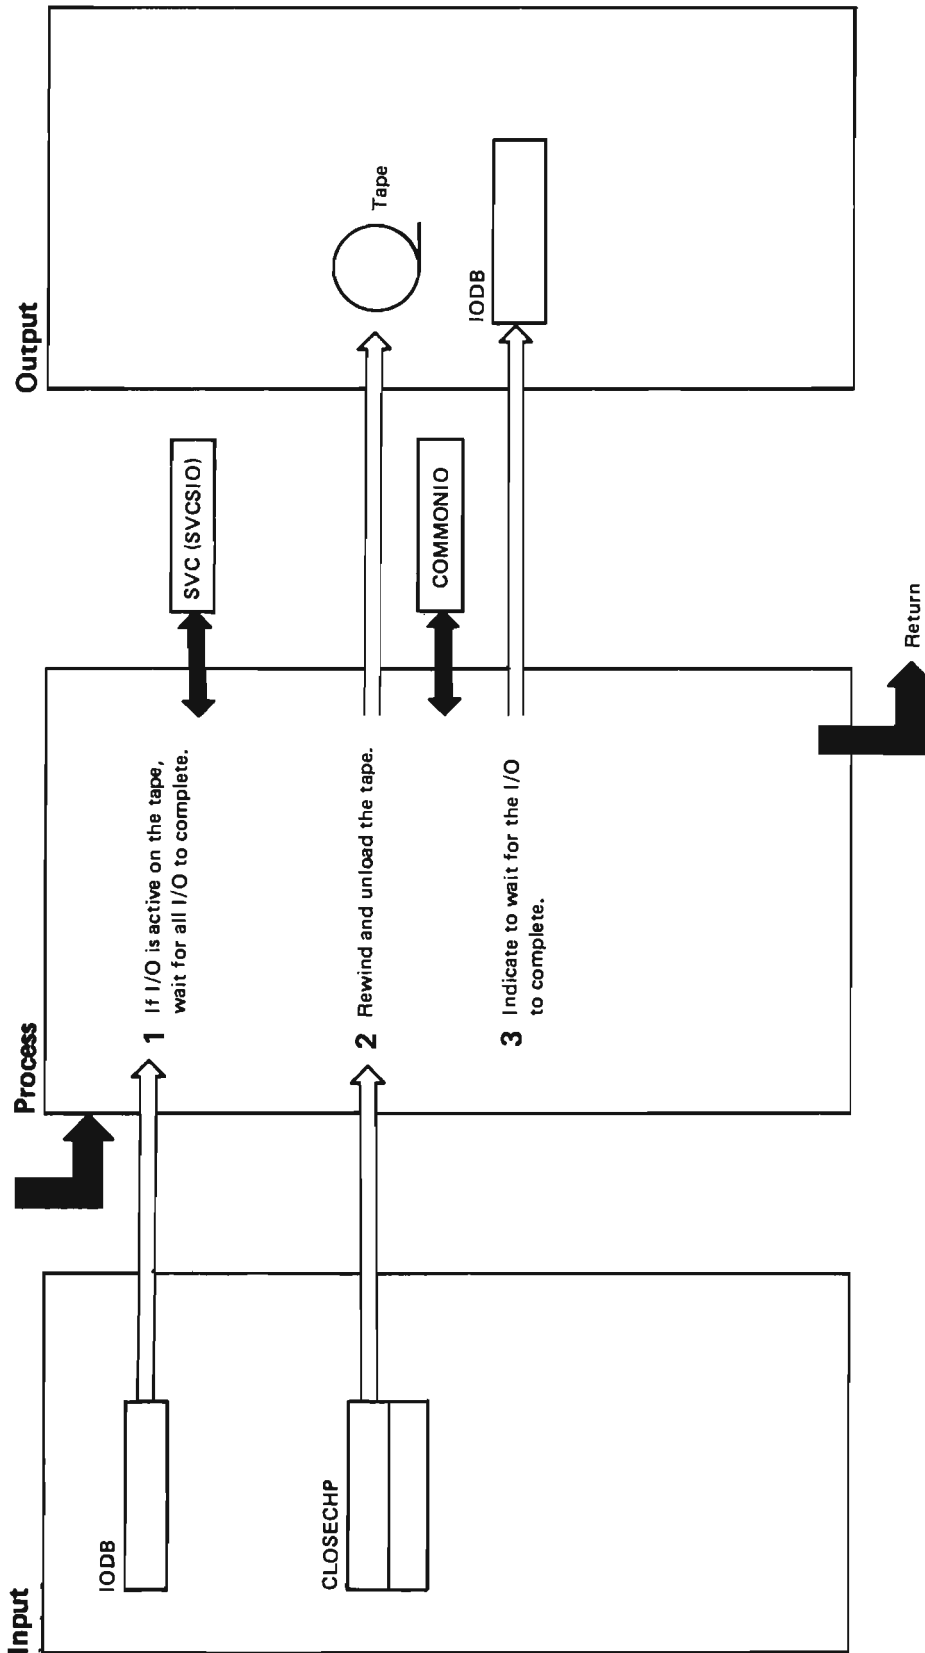 Input
IODB
CLOSECHP
Process
1 If I/O is active on the tape,
wait for all I/O to complete.
2 Rewind and unload the tape.
3 Indicate to wait for the I/O
to complete.
SVC (SVCSIO)
COMMONIO
Return
Output
Tape
IODB